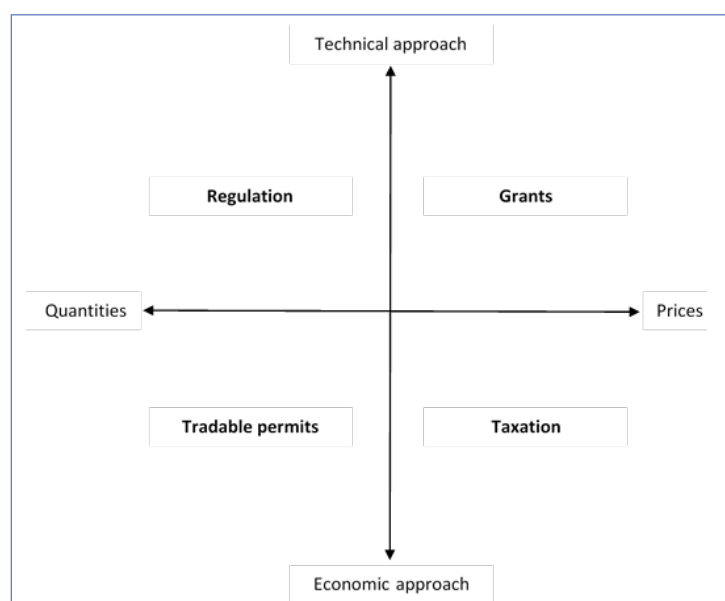 Technical approach
Regulation
Grants
Quantities
Prices
Tradable permits
Taxation
Economic approach